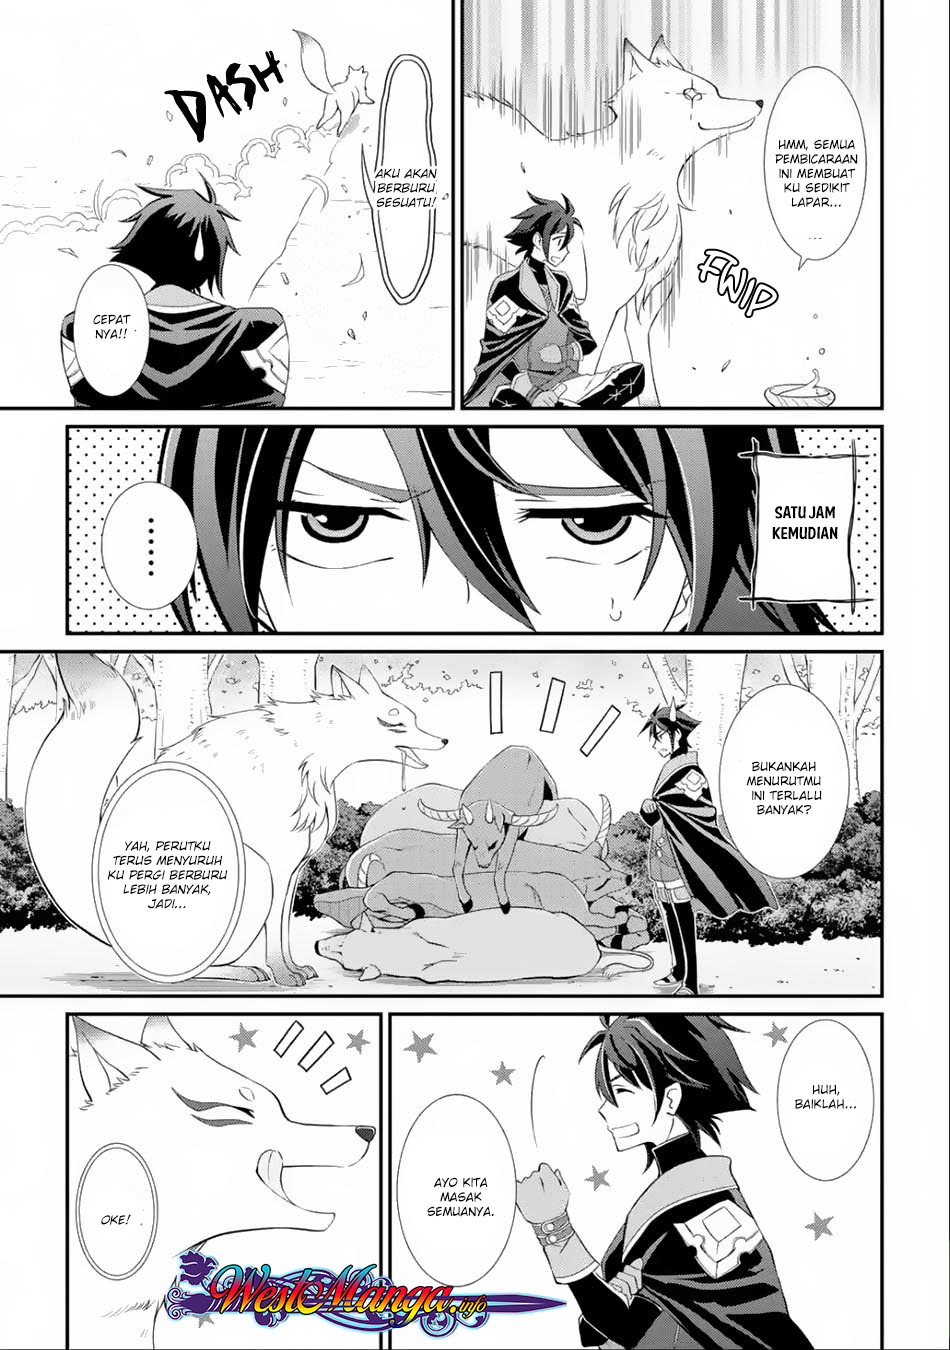 HMM, SEMUA
PEMBICARAAN
INI MEMBUAT
KU SEDIKIT
LAPAR...
...
FWIP
AKU AKAN
BERBURU
SESUATU!
DASH
CEPAT
NYA!!
SATU JAM
KEMUDIAN
......
BUKANKAH
MENURUTMU
INI TERLALU
BANYAK?
YAH, PERUTKU
TERUS MENYURUH
KU PERGI BERBURU
LEBIH BANYAK,
JADI...
HUH,
BAIKLAH...
AYO KITA
MASAK
SEMUANYA.
OKE!
WestManga.info